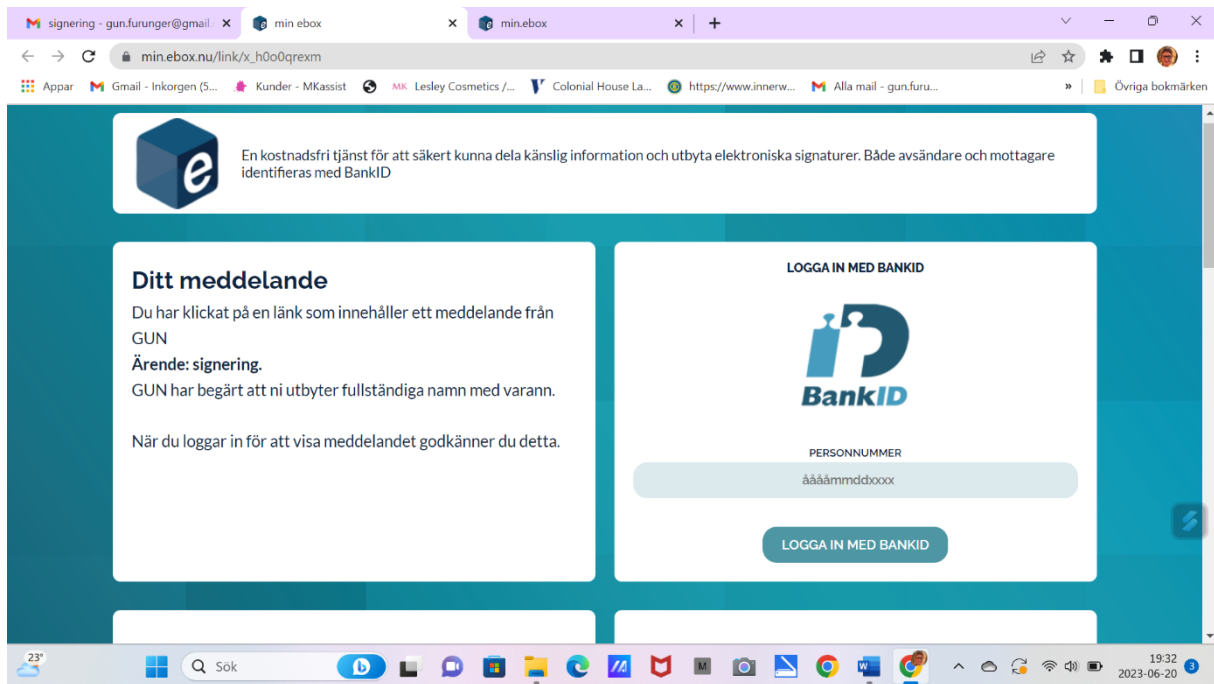 signering - gun.furunger@gmail.
min ebox
min.ebox
min.ebox.nu/link/x_h0o0qrexm
Appar
Gmail - Inkorgen (5...
Kunder - MKassist
MK Lesley Cosmetics /...
Colonial House La...
https://www.innerw...
Alla mail - gun.furu...
»
Övriga bokmärken
e
En kostnadsfri tjänst för att säkert kunna dela känslig information och utbyta elektroniska signaturer. Både avsändare och mottagare
identifieras med BankID
Ditt meddelande
Du har klickat på en länk som innehåller ett meddelande från
GUN
Ärende: signering.
GUN har begärt att ni utbyter fullständiga namn med varann.
När du loggar in för att visa meddelandet godkänner du detta.
LOGGA IN MED BANKID
BankID
PERSONNUMMER
ååååmmddxxxx
LOGGA IN MED BANKID
23°
Sök
19:32
2023-06-20
3